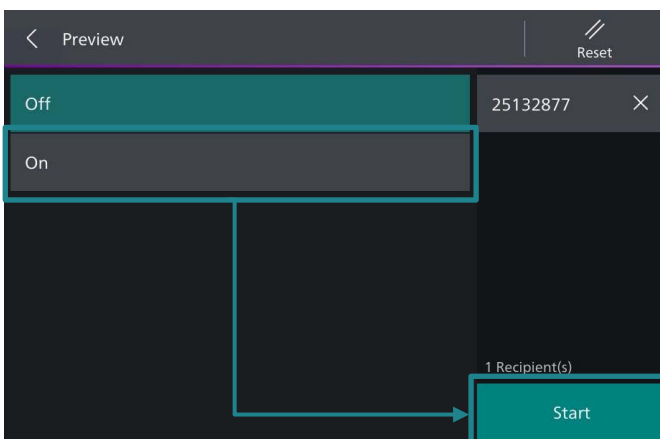 Preview
Reset
Off
25132877
On
1 Recipient(s)
Start